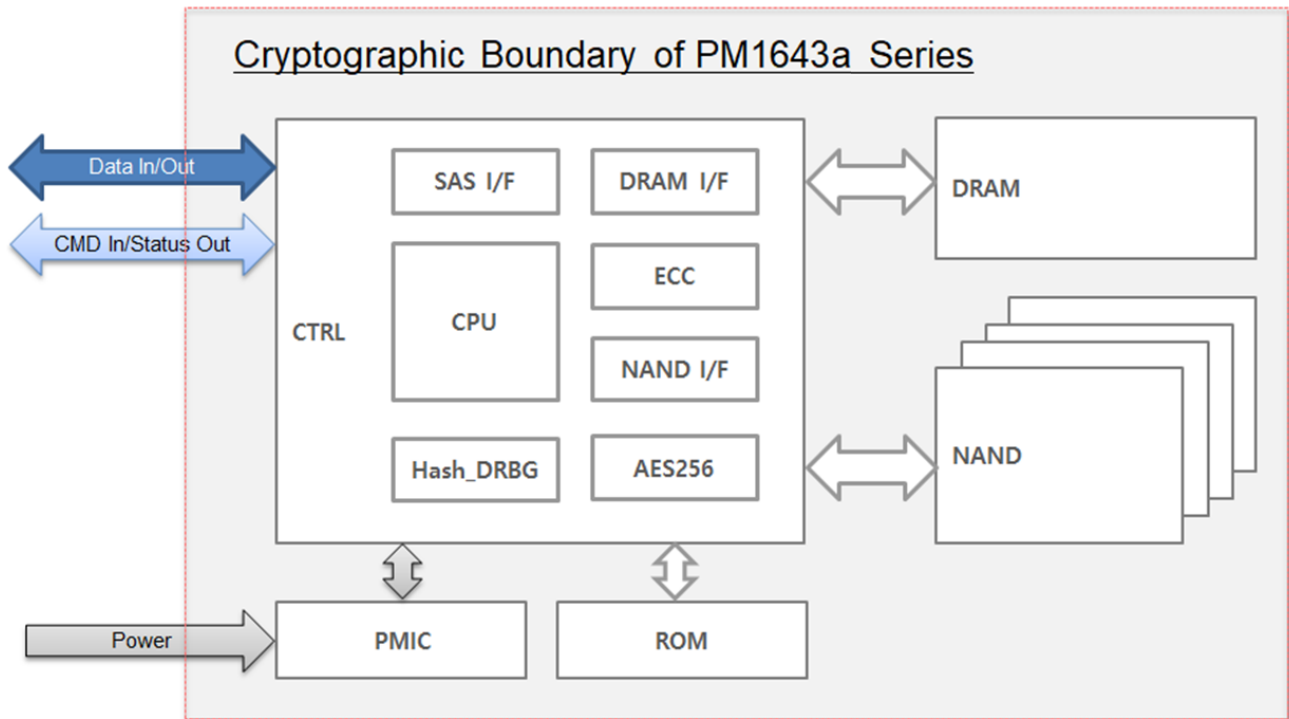 Cryptographic Boundary of PM1643a Series
Data In/Out
CMD In/Status Out
CTRL
SAS I/F
DRAM I/F
CPU
ECC
NAND I/F
Hash_DRBG
AES256
DRAM
NAND
Power
PMIC
ROM